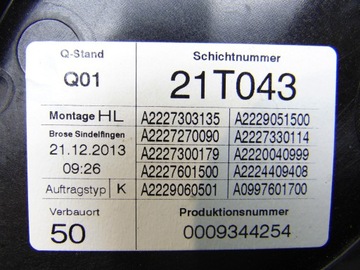 Q-Stand Schichtnummer
Q01 21T043
Montage HL A2227303135 A2229051500
Brose Sindelfingen A2227270090 A2227330114
21.12.2013 A2227300179 A2220040999
09:26 A2227601500 A2224409408
Auftragstyp K A2229060501 A0997601700
Verbauort Produktionsnummer
50 0009344254